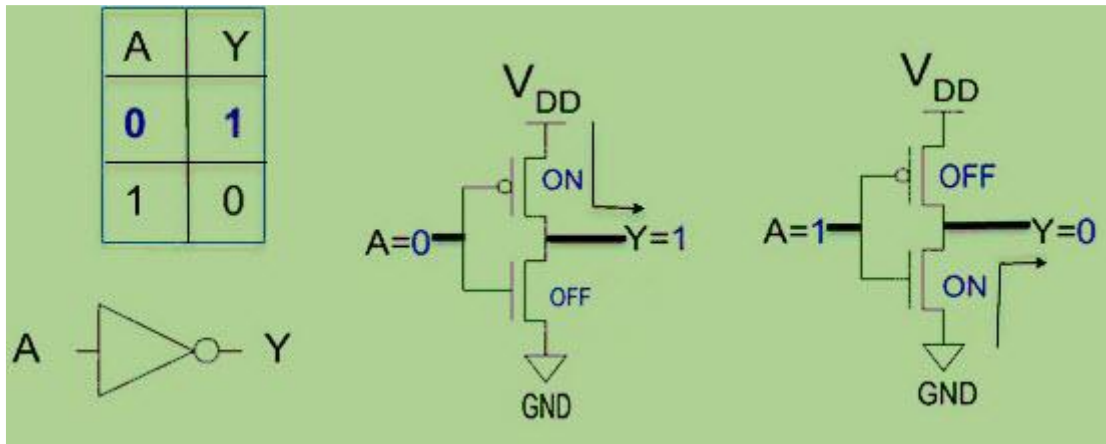 A Y
0 1
1 0
A Y
VDD
ON
A=0 Y=1
OFF
GND
VDD
OFF
A=1 Y=0
ON
GND